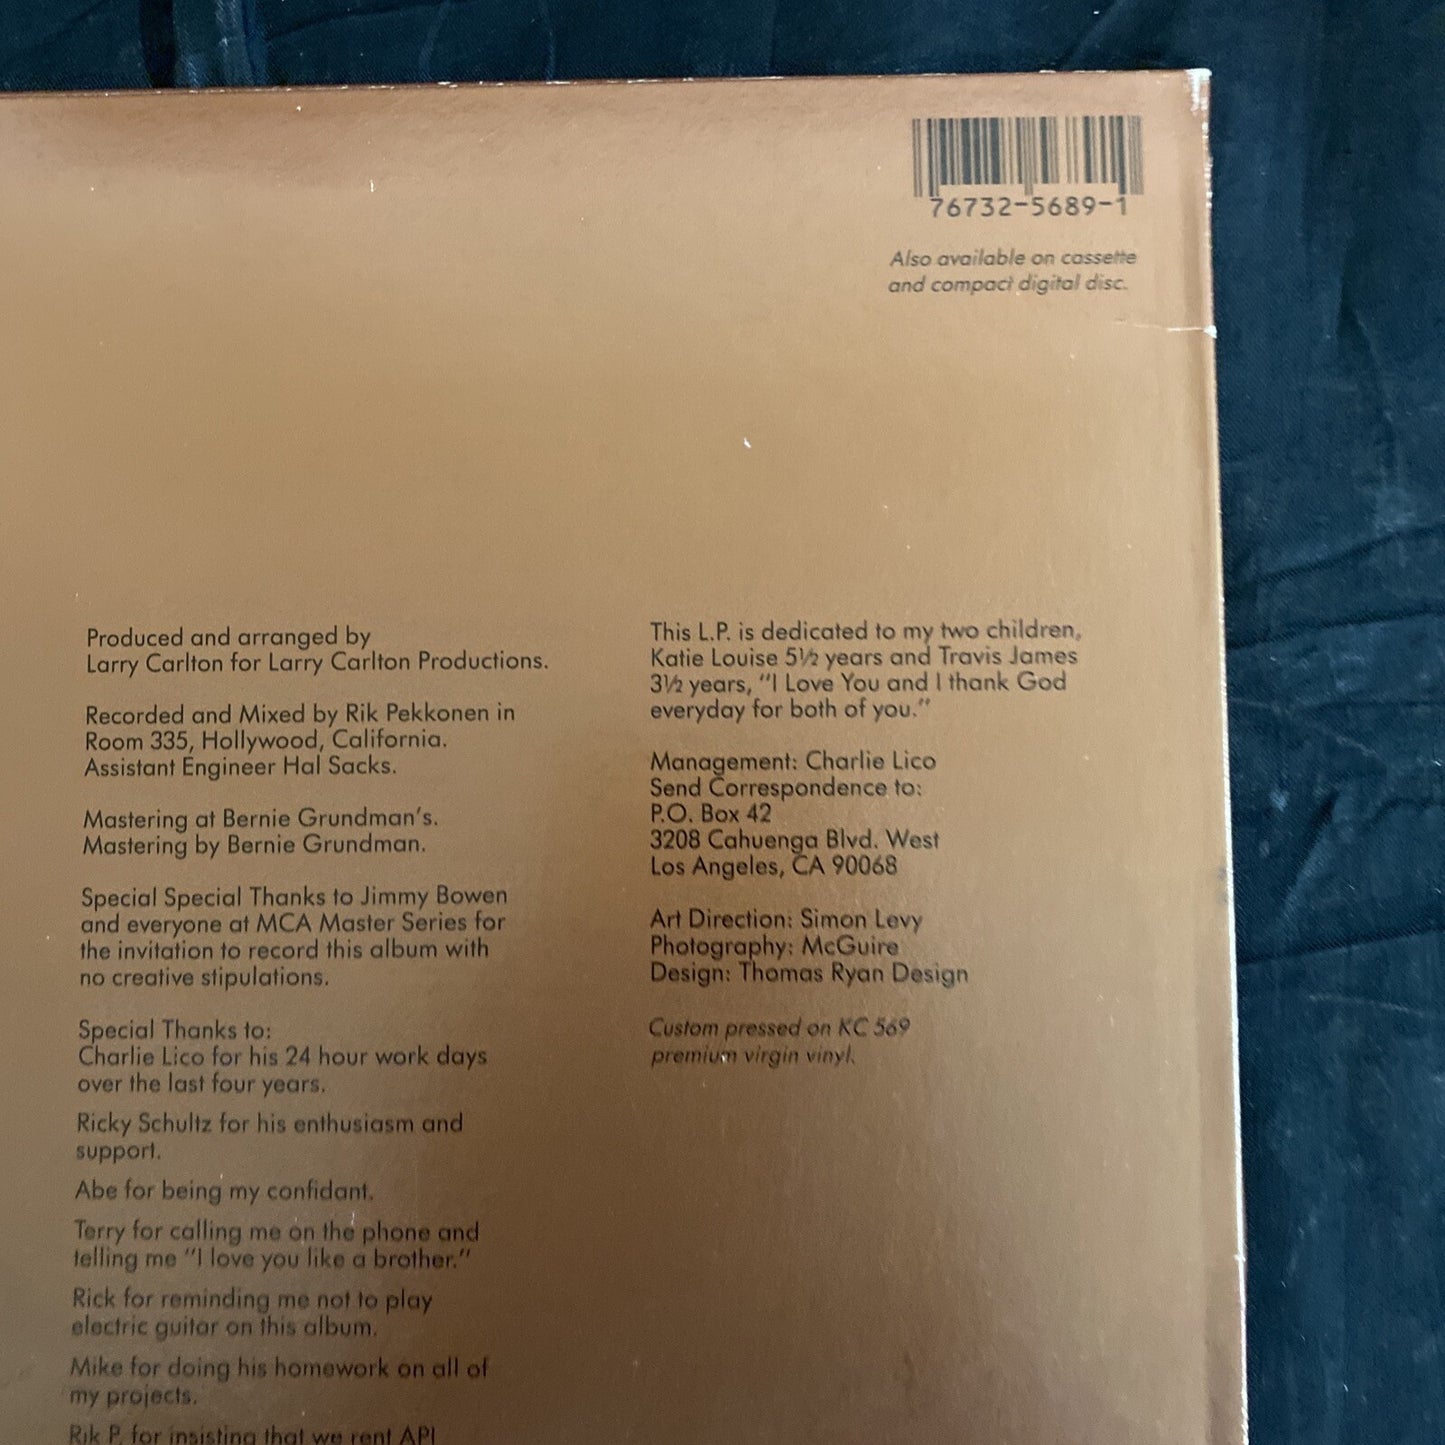 76732-5689-1
Also available on cassette
and compact digital disc.
Produced and arranged by
Larry Carlton for Larry Carlton Productions.
Recorded and Mixed by Rik Pekkonen in
Room 335, Hollywood, California.
Assistant Engineer Hal Sacks.
Mastering at Bernie Grundman's.
Mastering by Bernie Grundman.
Special Special Thanks to Jimmy Bowen
and everyone at MCA Master Series for
the invitation to record this album with
no creative stipulations.
Special Thanks to:
Charlie Lico for his 24 hour work days
over the last four years.
Ricky Schultz for his enthusiasm and
support.
Abe for being my confidant.
Terry for calling me on the phone and
telling me "I love you like a brother."
Rick for reminding me not to play
electric guitar on this album.
Mike for doing his homework on all of
my projects.
Rik P. for insisting that we rent API
This L.P. is dedicated to my two children,
Katie Louise 5½ years and Travis James
3½ years, "I Love You and I thank God
everyday for both of you."
Management: Charlie Lico
Send Correspondence to:
P.O. Box 42
3208 Cahuenga Blvd. West
Los Angeles, CA 90068
Art Direction: Simon Levy
Photography: McGuire
Design: Thomas Ryan Design
Custom pressed on KC 569
premium virgin vinyl.